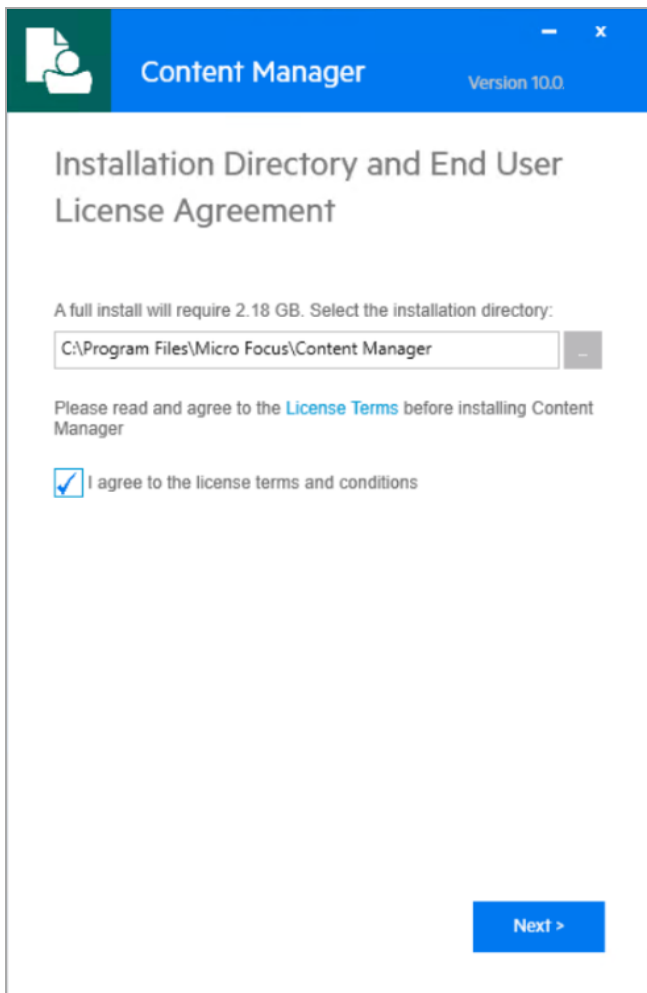 Content Manager
Version 10.0.
Installation Directory and End User
License Agreement
A full install will require 2.18 GB. Select the installation directory:
C:\Program Files\Micro Focus\Content Manager
...
Please read and agree to the License Terms before installing Content
Manager
I agree to the license terms and conditions
Next >